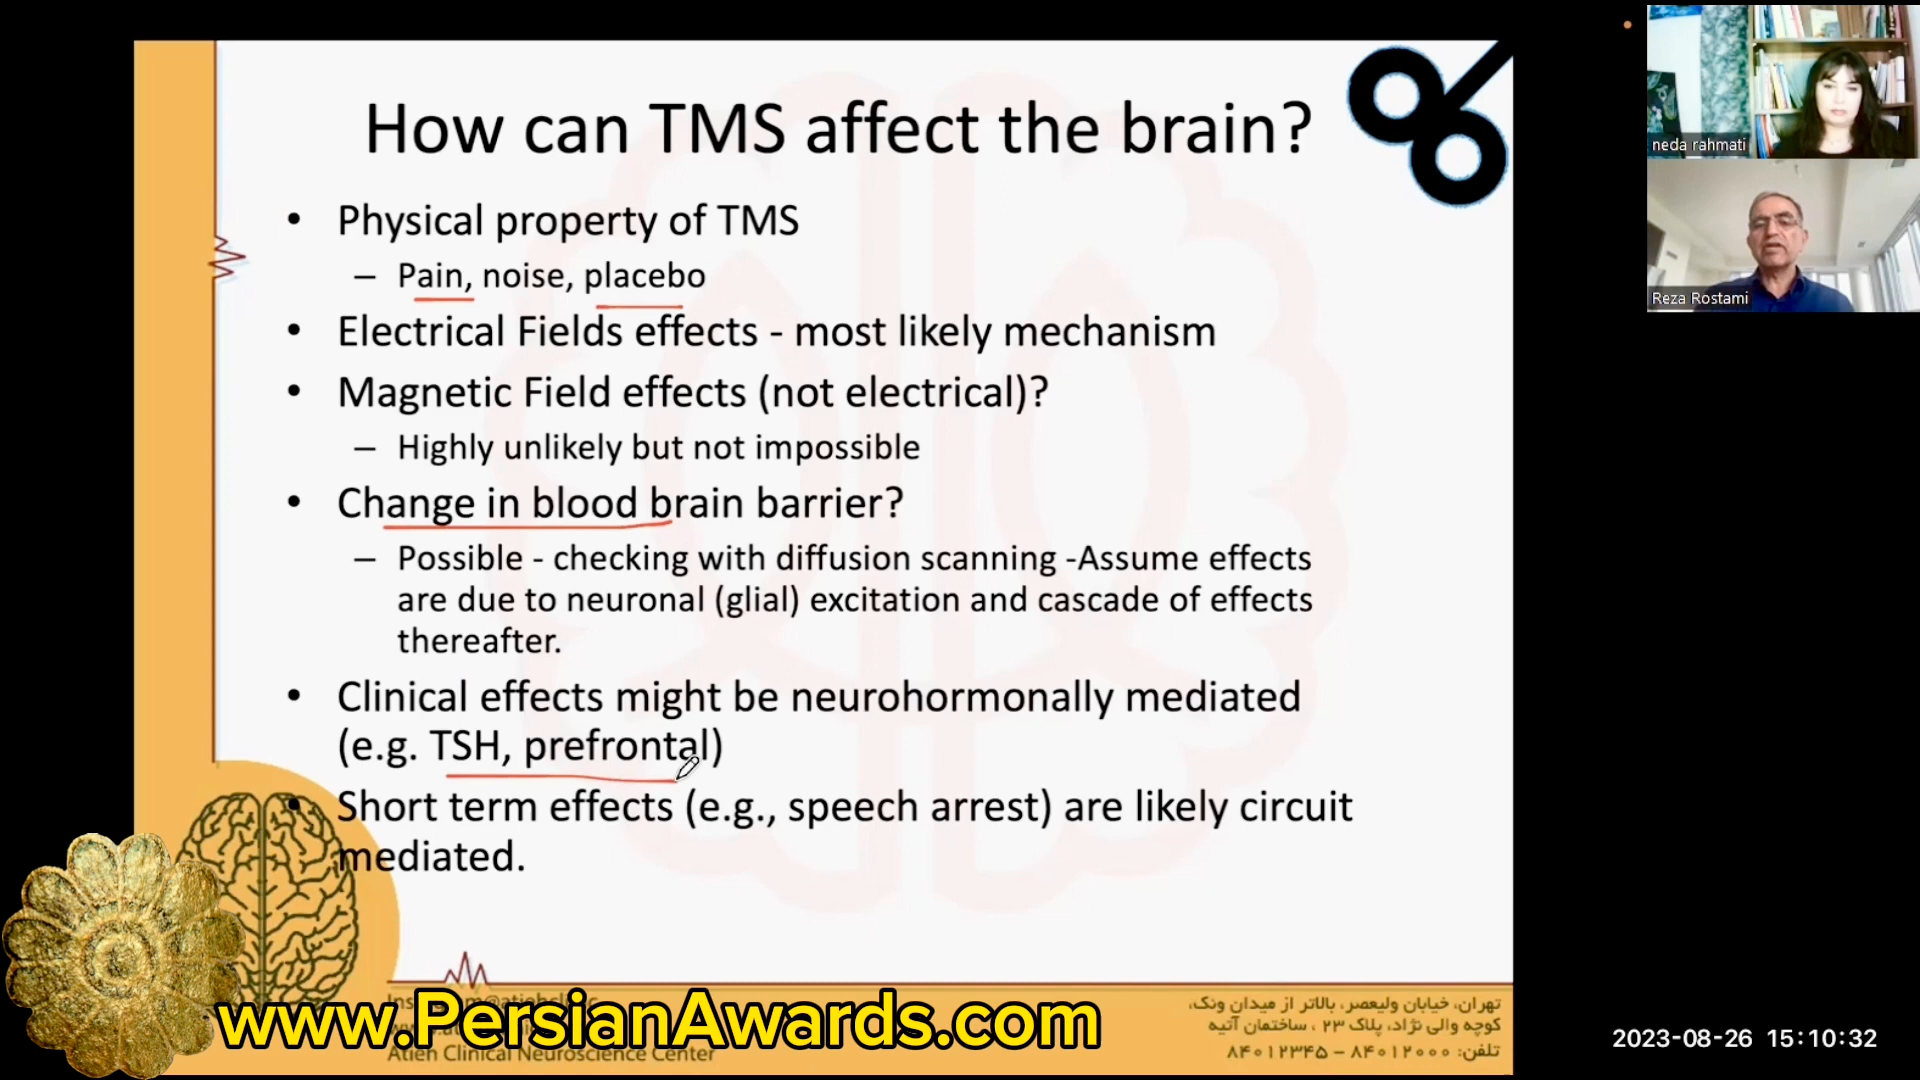 How can TMS affect the brain?
• Physical property of TMS
– Pain, noise, placebo
• Electrical Fields effects - most likely mechanism
• Magnetic Field effects (not electrical)?
– Highly unlikely but not impossible
• Change in blood brain barrier?
– Possible - checking with diffusion scanning -Assume effects
are due to neuronal (glial) excitation and cascade of effects
thereafter.
• Clinical effects might be neurohormonally mediated
(e.g. TSH, prefrontal)
• Short term effects (e.g., speech arrest) are likely circuit
mediated.
neda rahmati
Reza Rostami
www.PersianAwards.com
Atieh Clinical Neuroscience Center
تهران، خیابان ولیعصر، بالاتر از میدان ونک،
کوچه والی نژاد، پلاک ۲۳ ، ساختمان آتیه
تلفن: ۸۴۰۱۲۰۰۰ – ۸۴۰۱۲۳۴۵
2023-08-26 15:10:32